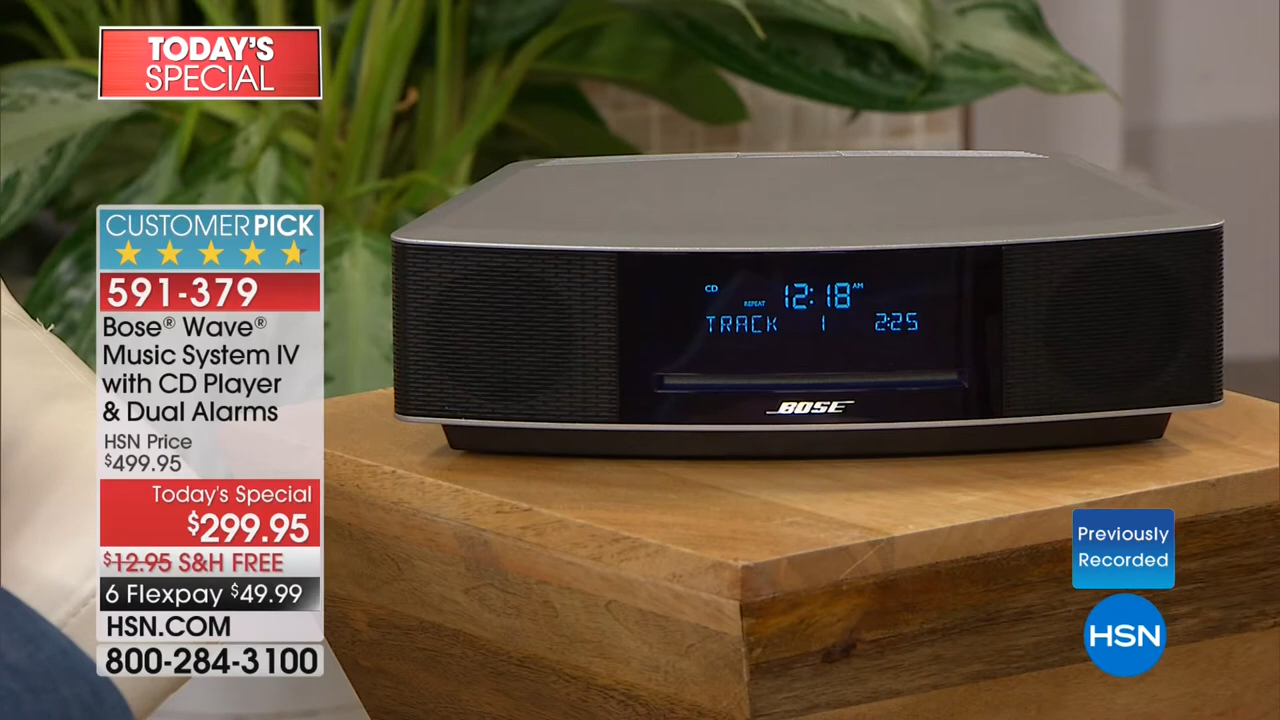 TODAY'S
SPECIAL
CUSTOMERPICK
591-379
Bose® Wave®
Music System IV
with CD Player
& Dual Alarms
HSN Price
$499.95
Today's Special
$299.95
$12.95 S&H FREE
6 Flexpay $49.99
HSN.COM
800-284-3100
CD
REPEAT
12:18 AM
TRACK 1 2:25
BOSE
Previously
Recorded
HSN